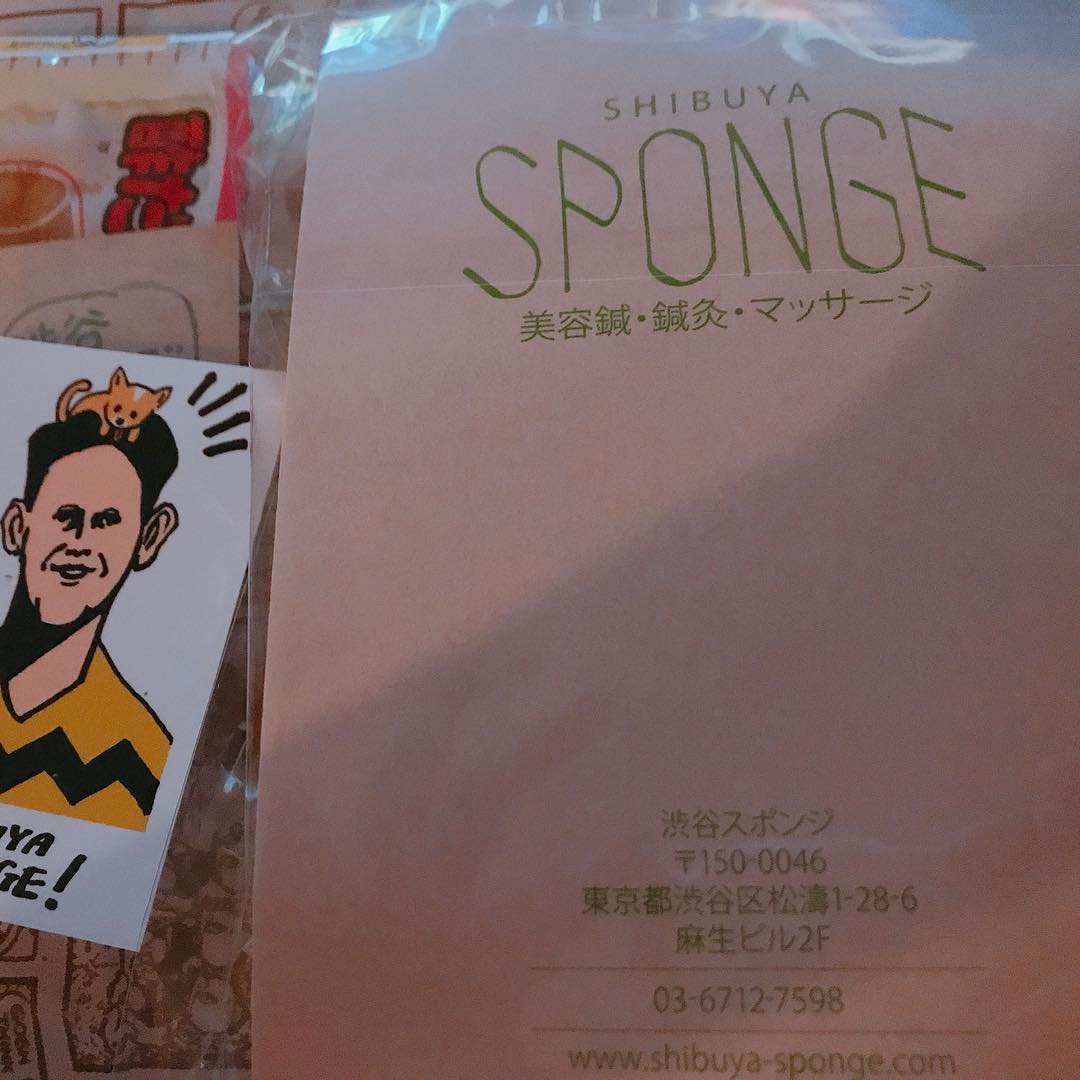 SHIBUYA
SPONGE
美容鍼・鍼灸・マッサージ
渋谷スポンジ
〒150-0046
東京都渋谷区松濤1-28-6
麻生ビル2F
03-6712-7598
www.shibuya-sponge.com
渋谷